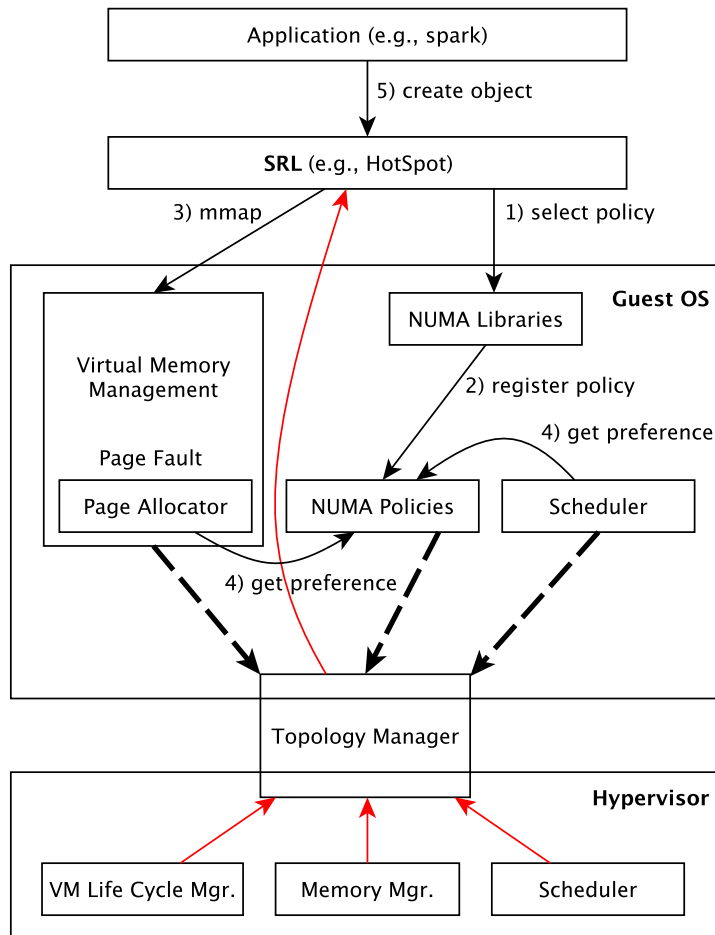 Application (e.g., spark)
5) create object
SRL (e.g., HotSpot)
3) mmap
1) select policy
Guest OS
NUMA Libraries
Virtual Memory
Management
2) register policy
4) get preference
Page Fault
Page Allocator
NUMA Policies
Scheduler
4) get preference
Topology Manager
Hypervisor
VM Life Cycle Mgr.
Memory Mgr.
Scheduler